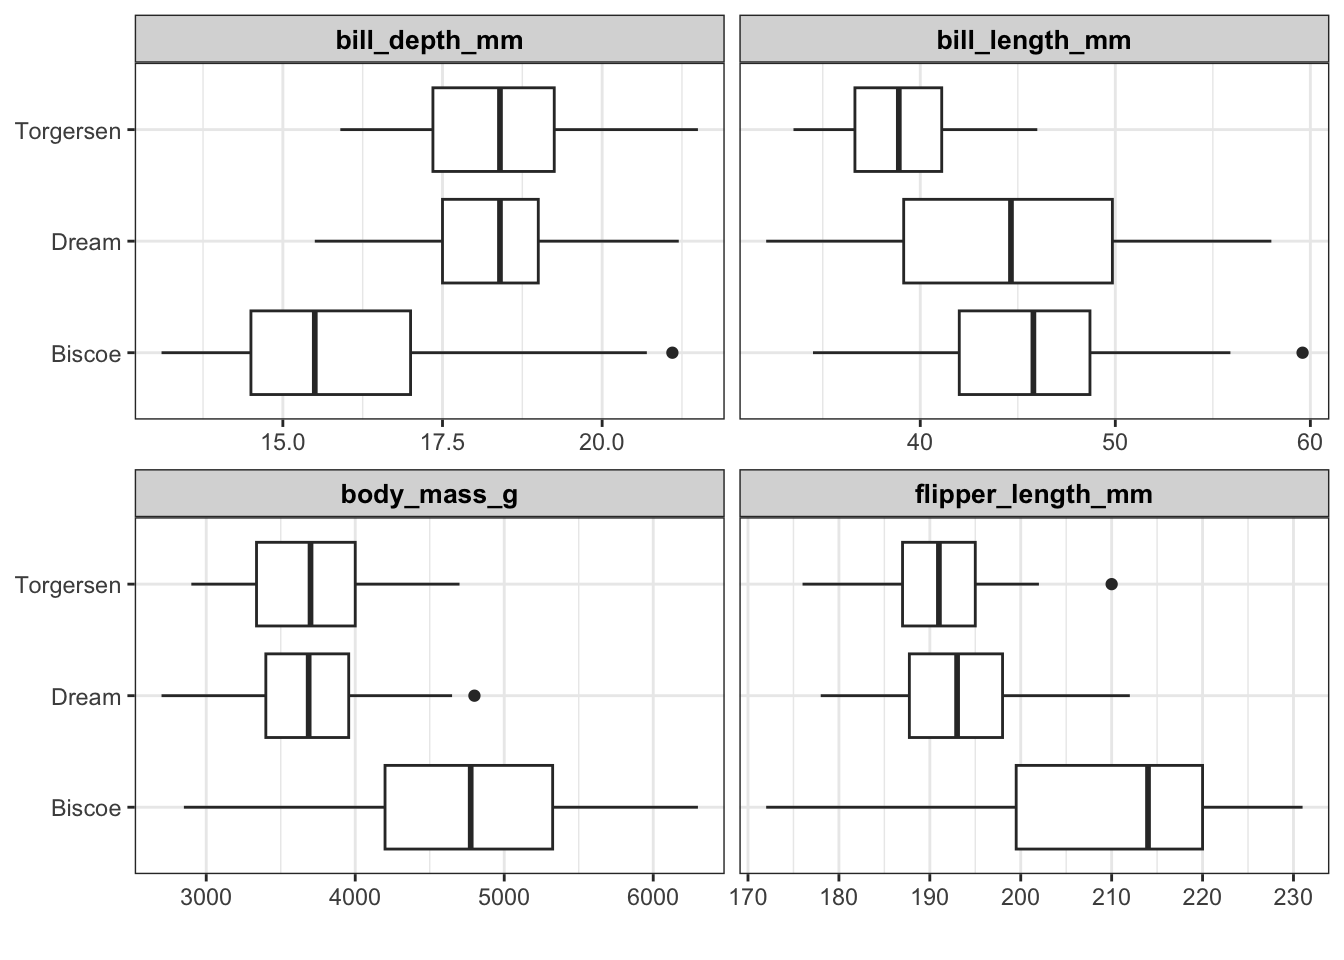 bill_depth_mm bill_length_mm
Torgersen
Dream
Biscoe
15.0 17.5 20.0 40 50 60
body_mass_g flipper_length_mm
Torgersen
Dream
Biscoe
3000 4000 5000 6000 170 180 190 200 210 220 230